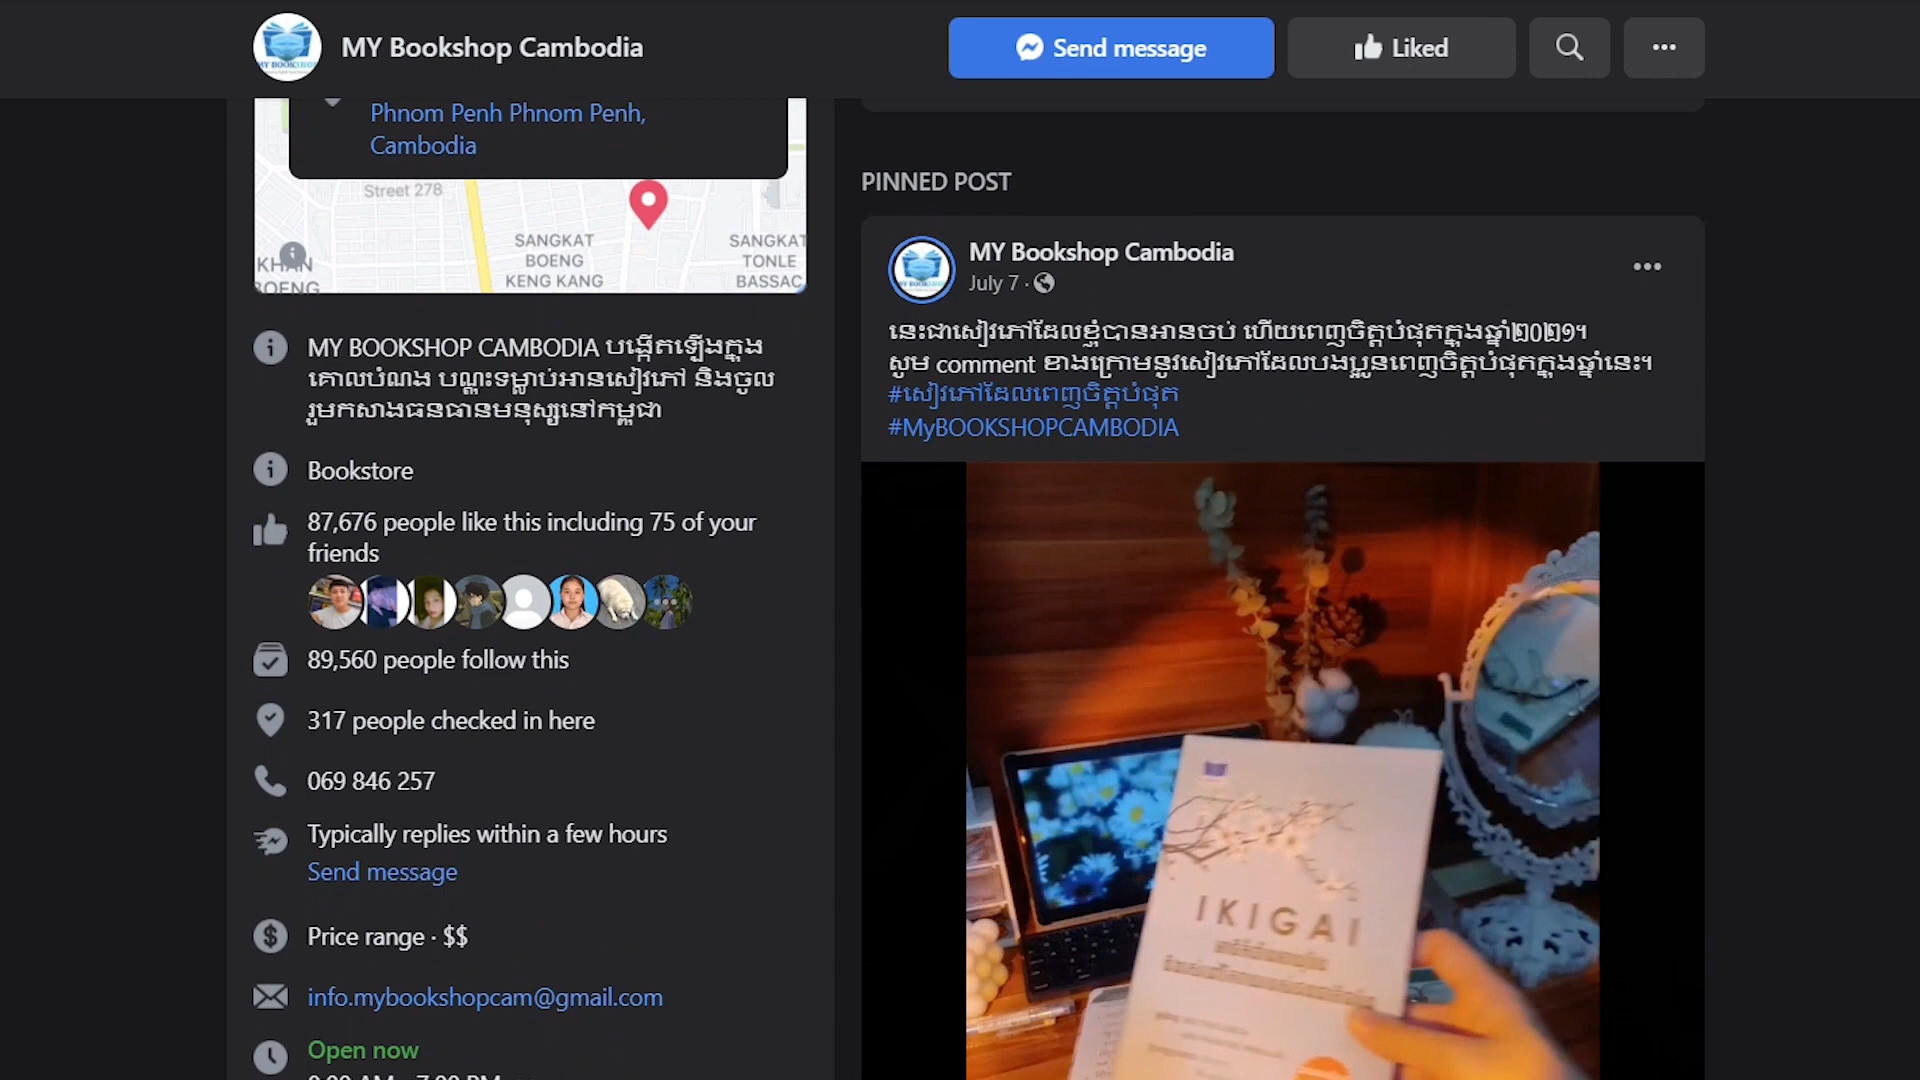 MY Bookshop Cambodia
Send message
Liked
Phnom Penh Phnom Penh,
Cambodia
Street 278
SANGKAT
BOENG
KENG KANG
SANGKAT
TONLE
BASSAC
KHAN
BOENG
MY BOOKSHOP CAMBODIA បង្កើតឡើងក្នុង
គោលបំណង បណ្ដុះទម្លាប់អានសៀវភៅ និងចូល
រួមកសាងធនធានមនុស្សនៅកម្ពុជា
Bookstore
87,676 people like this including 75 of your
friends
89,560 people follow this
317 people checked in here
069 846 257
Typically replies within a few hours
Send message
Price range · $$
info.mybookshopcam@gmail.com
Open now
PINNED POST
MY Bookshop Cambodia
July 7 ·
នេះជាសៀវភៅដែលខ្ញុំបានអានចប់ ហើយពេញចិត្តបំផុតក្នុងឆ្នាំ២០២១។
សូម comment ខាងក្រោមនូវសៀវភៅដែលបងប្អូនពេញចិត្តបំផុតក្នុងឆ្នាំនេះ។
#សៀវភៅដែលពេញចិត្តបំផុត
#MyBOOKSHOPCAMBODIA
IKIGAI